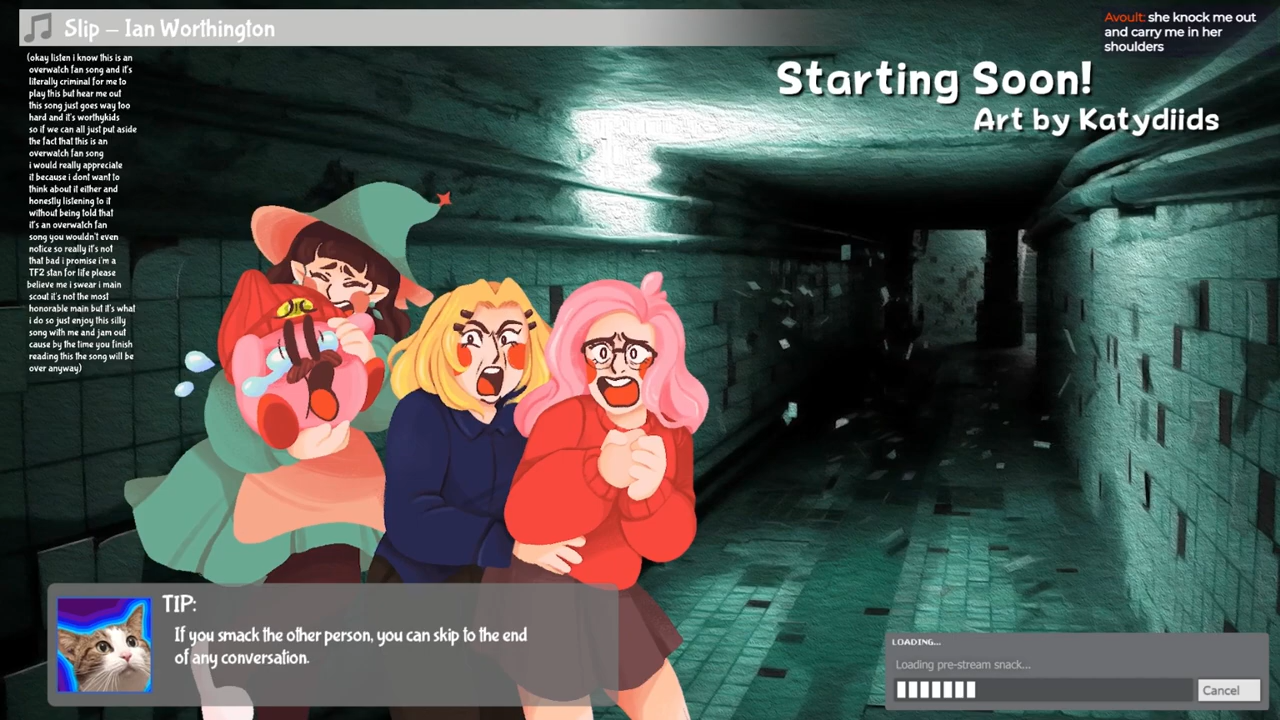 Slip – Ian Worthington
(okay listen i know this is an
overwatch fan song and it's
literally criminal for me to
play this but hear me out
this song just goes way too
hard and it's worthykids
so if we can all just put aside
the fact that this is an
overwatch fan song
i would really appreciate
it because i dont want to
think about it either and
honestly listening to it
without being told that
it's an overwatch fan
song you wouldn't even
notice so really it's not
that bad i promise i'm a
TF2 stan for life please
believe me i swear i main
scout it's not the most
honorable main but it's what
i do so just enjoy this silly
song with me and jam out
cause by the time you finish
reading this the song will be
over anyway)
Avoult: she knock me out
and carry me in her
shoulders
Starting Soon!
Art by Katydiids
TIP:
If you smack the other person, you can skip to the end
of any conversation.
LOADING...
Loading pre-stream snack...
Cancel